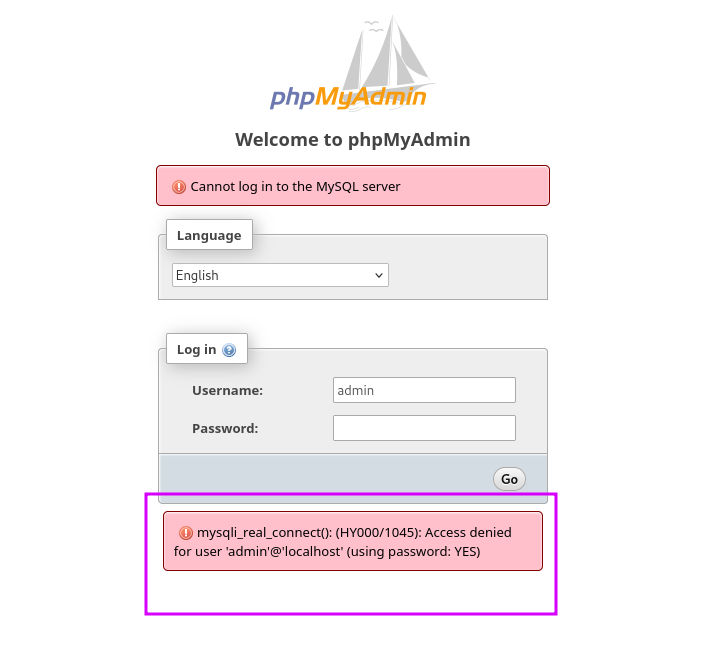 phpMyAdmin
Welcome to phpMyAdmin
Cannot log in to the MySQL server
Language
English
Log in
Username:
admin
Password:
Go
mysqli_real_connect(): (HY000/1045): Access denied
for user 'admin'@'localhost' (using password: YES)